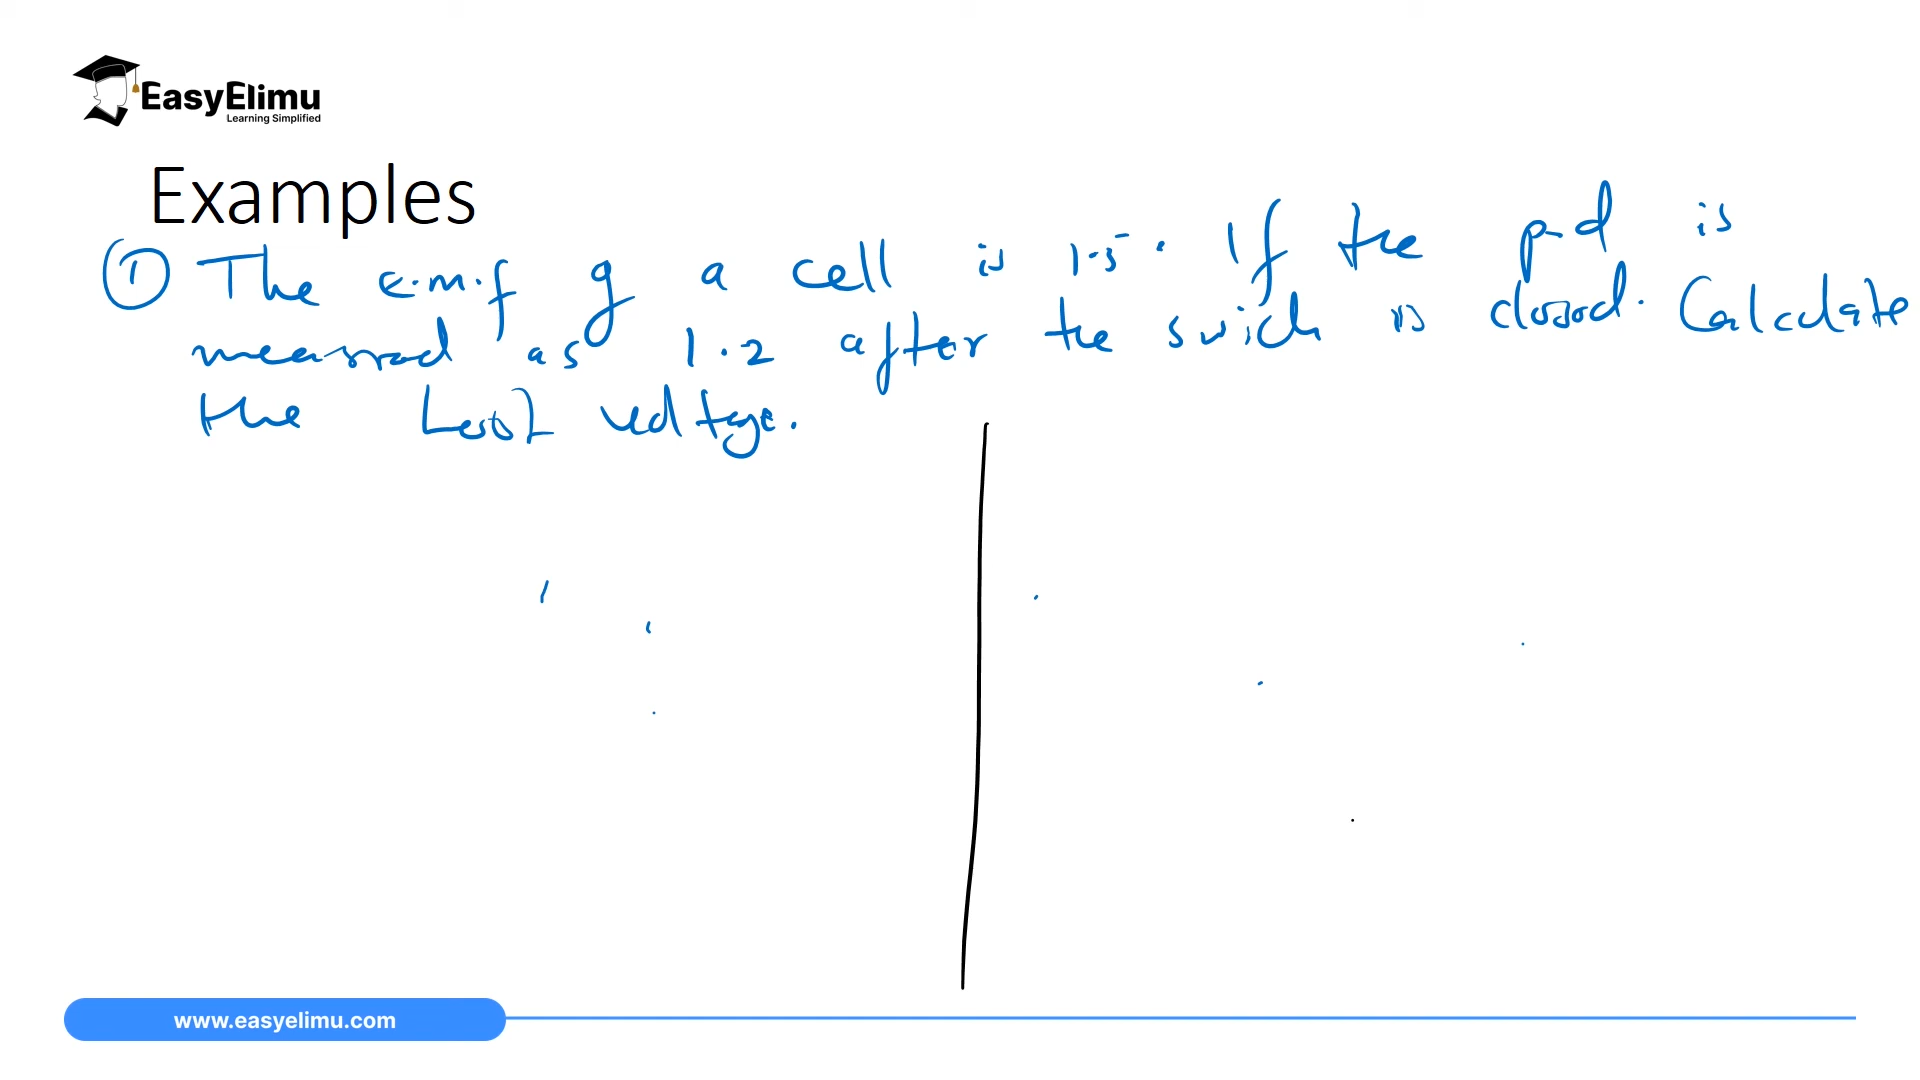 EasyElimu
Learning Simplified
Examples
① The e.m.f of a cell is 1.5. If the p.d is
measured as 1.2 after the swich is closed. Calculate
the Lost voltage.
www.easyelimu.com